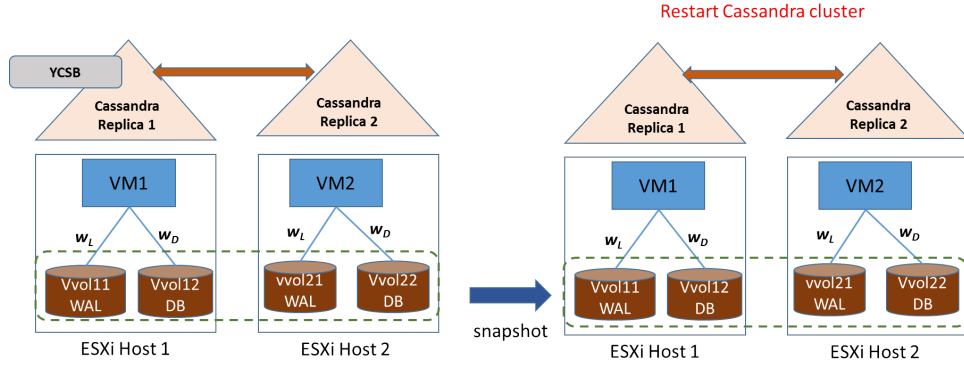 Restart Cassandra cluster
YCSB
Cassandra
Replica 1
Cassandra
Replica 2
VM1
VM2
wL
wD
wL
wD
Vvol11
WAL
Vvol12
DB
vvol21
WAL
Vvol22
DB
ESXi Host 1
ESXi Host 2
snapshot
Cassandra
Replica 1
Cassandra
Replica 2
VM1
VM2
wL
wD
wL
wD
Vvol11
WAL
Vvol12
DB
vvol21
WAL
Vvol22
DB
ESXi Host 1
ESXi Host 2